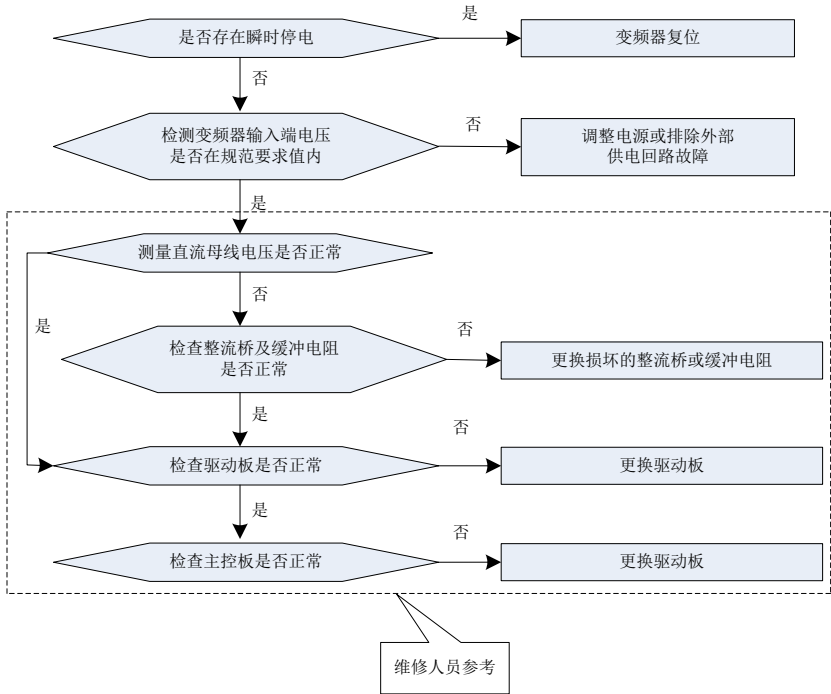 是否存在瞬时停电
是
变频器复位
否
检测变频器输入端电压
是否在规范要求值内
否
调整电源或排除外部
供电回路故障
是
测量直流母线电压是否正常
否
是
检查整流桥及缓冲电阻
是否正常
否
更换损坏的整流桥或缓冲电阻
是
检查驱动板是否正常
否
更换驱动板
是
检查主控板是否正常
否
更换驱动板
维修人员参考